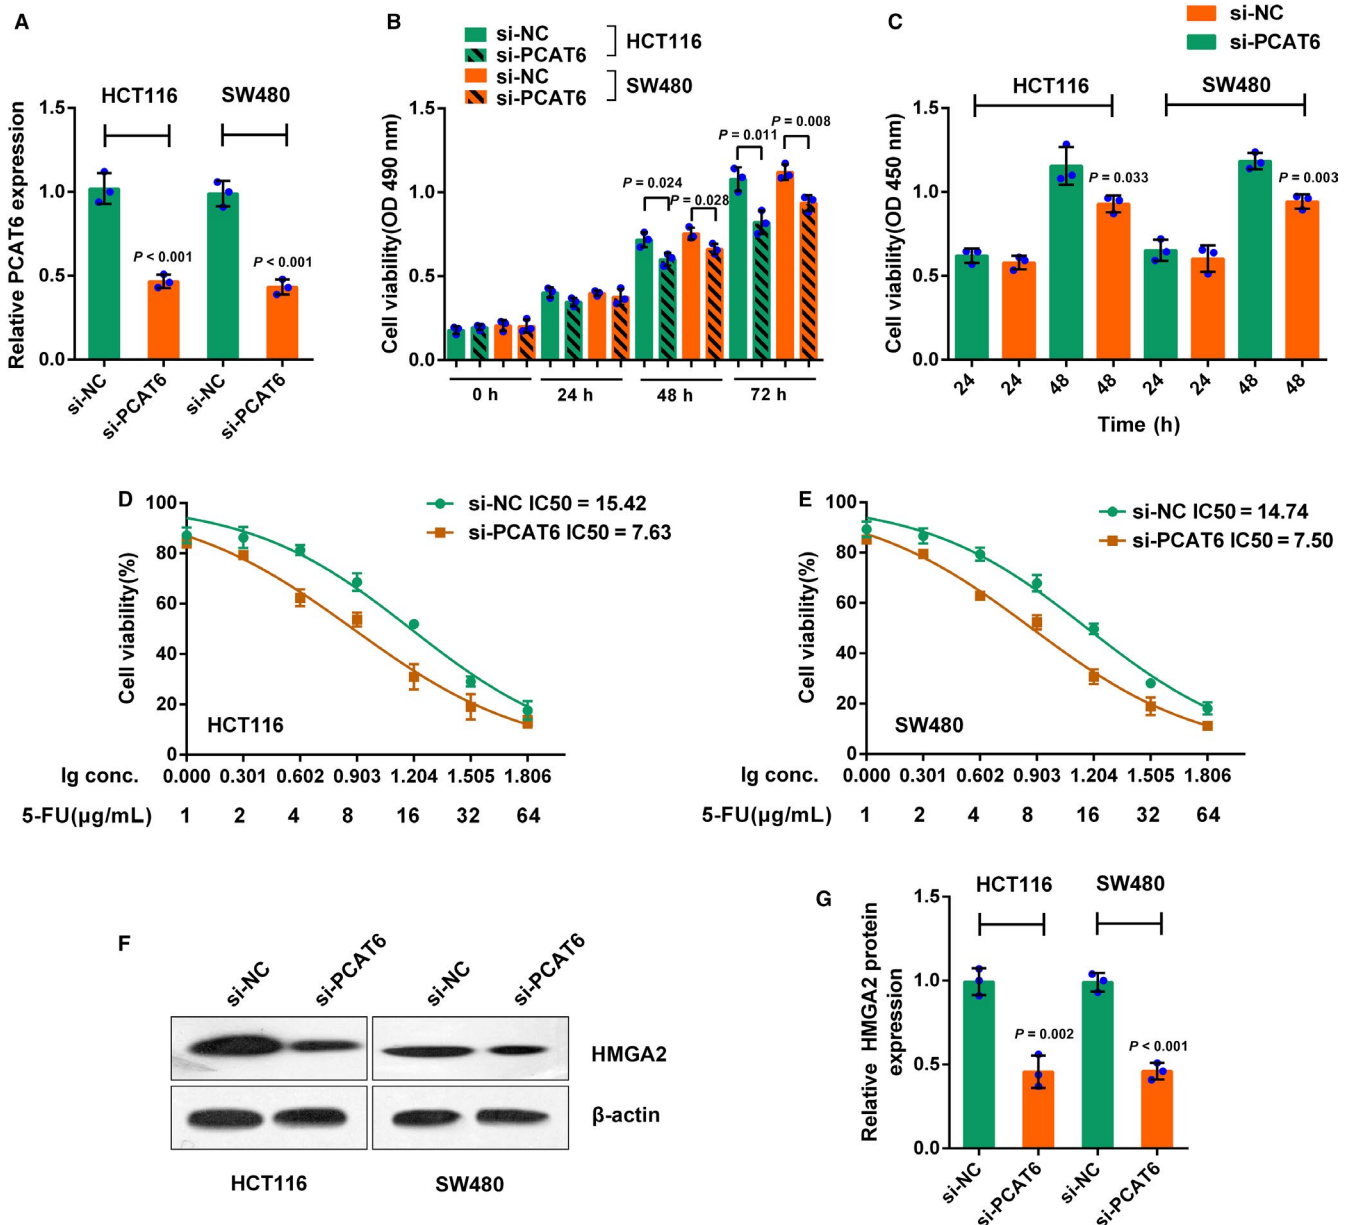 A
HCT116 SW480
Relative PCAT6 expression
1.5
1.0
0.5
0.0
P < 0.001
P < 0.001
si-NC
si-PCAT6
si-NC
si-PCAT6
B
si-NC
si-PCAT6
HCT116
si-NC
si-PCAT6
SW480
Cell viability(OD 490 nm)
1.5
1.0
0.5
0.0
P = 0.024
P = 0.028
P = 0.011
P = 0.008
0 h 24 h 48 h 72 h
C
si-NC
si-PCAT6
HCT116 SW480
Cell viability(OD 450 nm)
1.5
1.0
0.5
0.0
P = 0.033
P = 0.003
24 24 48 48 24 24 48 48
Time (h)
D
si-NC IC50 = 15.42
si-PCAT6 IC50 = 7.63
Cell viability(%)
100
80
60
40
20
0
HCT116
lg conc. 0.000 0.301 0.602 0.903 1.204 1.505 1.806
5-FU(µg/mL) 1 2 4 8 16 32 64
E
si-NC IC50 = 14.74
si-PCAT6 IC50 = 7.50
Cell viability(%)
100
80
60
40
20
0
SW480
lg conc. 0.000 0.301 0.602 0.903 1.204 1.505 1.806
5-FU(µg/mL) 1 2 4 8 16 32 64
F
si-NC
si-PCAT6
si-NC
si-PCAT6
HMGA2
β-actin
HCT116 SW480
G
HCT116 SW480
Relative HMGA2 protein
expression
1.5
1.0
0.5
0.0
P = 0.002
P < 0.001
si-NC
si-PCAT6
si-NC
si-PCAT6